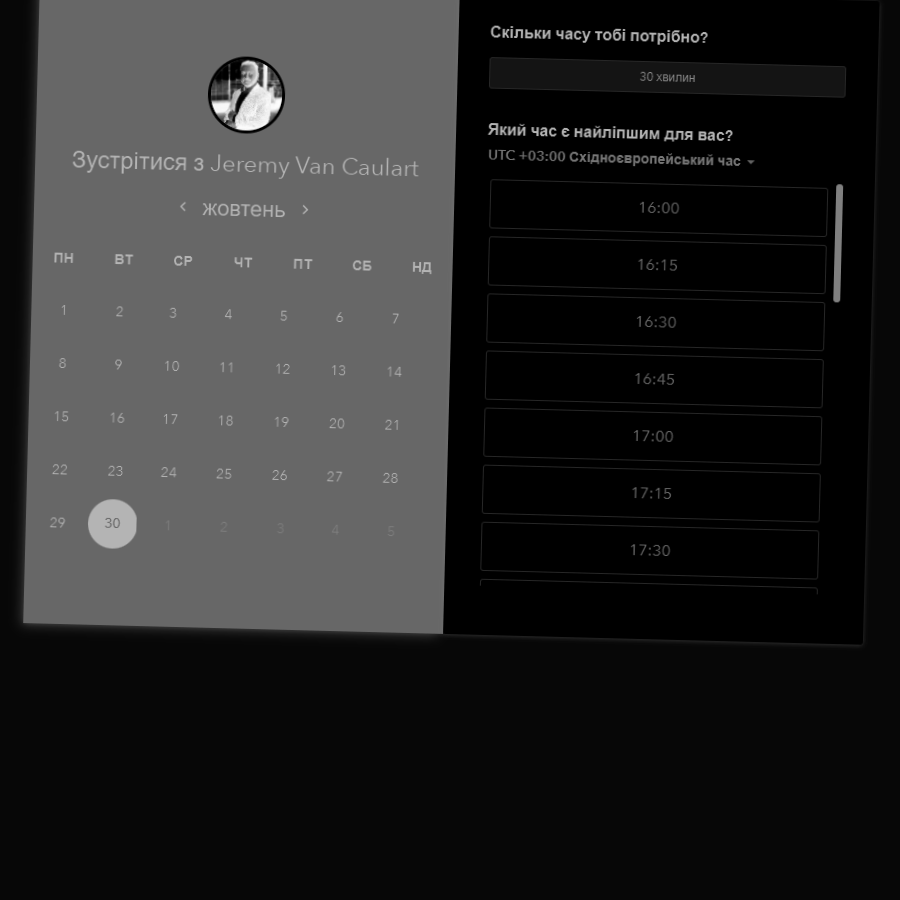 Зустрітися з Jeremy Van Caulart
жовтень
ПН ВТ СР ЧТ ПТ СБ НД
1 2 3 4 5 6 7
8 9 10 11 12 13 14
15 16 17 18 19 20 21
22 23 24 25 26 27 28
29 30 1 2 3 4 5
Скільки часу тобі потрібно?
30 хвилин
Який час є найліпшим для вас?
UTC +03:00 Східноєвропейський час
16:00
16:15
16:30
16:45
17:00
17:15
17:30